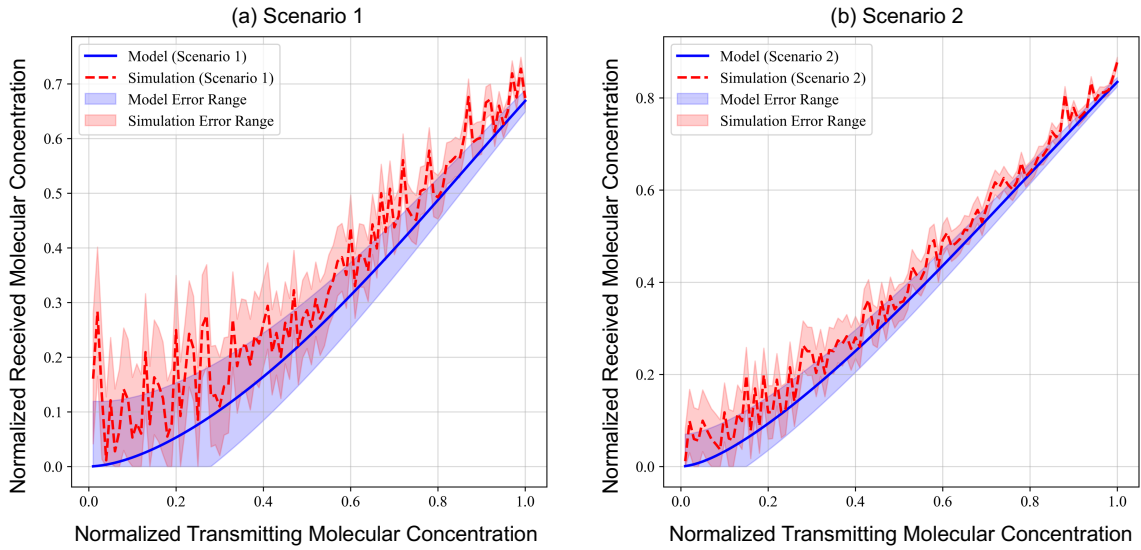 (a) Scenario 1
Normalized Received Molecular Concentration
0.7
0.6
0.5
0.4
0.3
0.2
0.1
0.0
Model (Scenario 1)
Simulation (Scenario 1)
Model Error Range
Simulation Error Range
0.0 0.2 0.4 0.6 0.8 1.0
Normalized Transmitting Molecular Concentration
(b) Scenario 2
Normalized Received Molecular Concentration
0.8
0.6
0.4
0.2
0.0
Model (Scenario 2)
Simulation (Scenario 2)
Model Error Range
Simulation Error Range
0.0 0.2 0.4 0.6 0.8 1.0
Normalized Transmitting Molecular Concentration